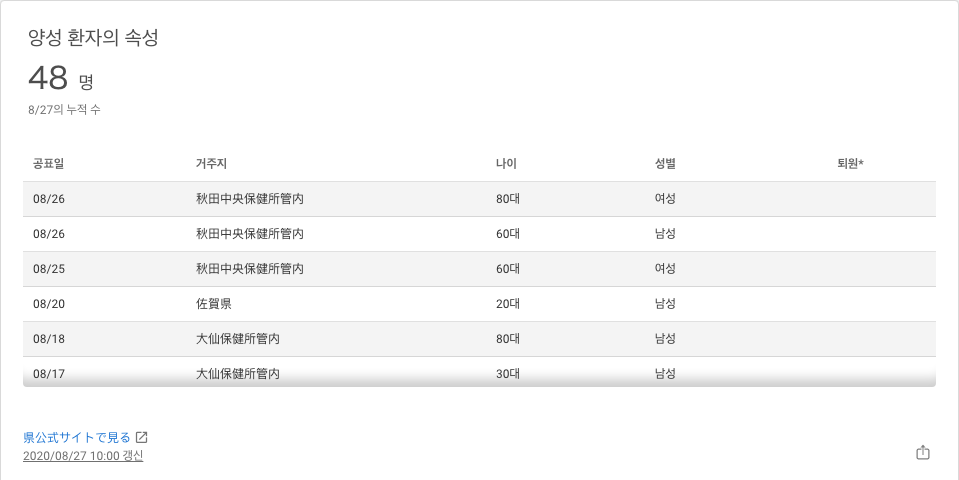 양성 환자의 속성
48 명
8/27의 누적 수
공표일 거주지 나이 성별 퇴원*
08/26 秋田中央保健所管内 80대 여성
08/26 秋田中央保健所管内 60대 남성
08/25 秋田中央保健所管内 60대 여성
08/20 佐賀県 20대 남성
08/18 大仙保健所管内 80대 남성
08/17 大仙保健所管内 30대 남성
県公式サイトで見る
2020/08/27 10:00 갱신